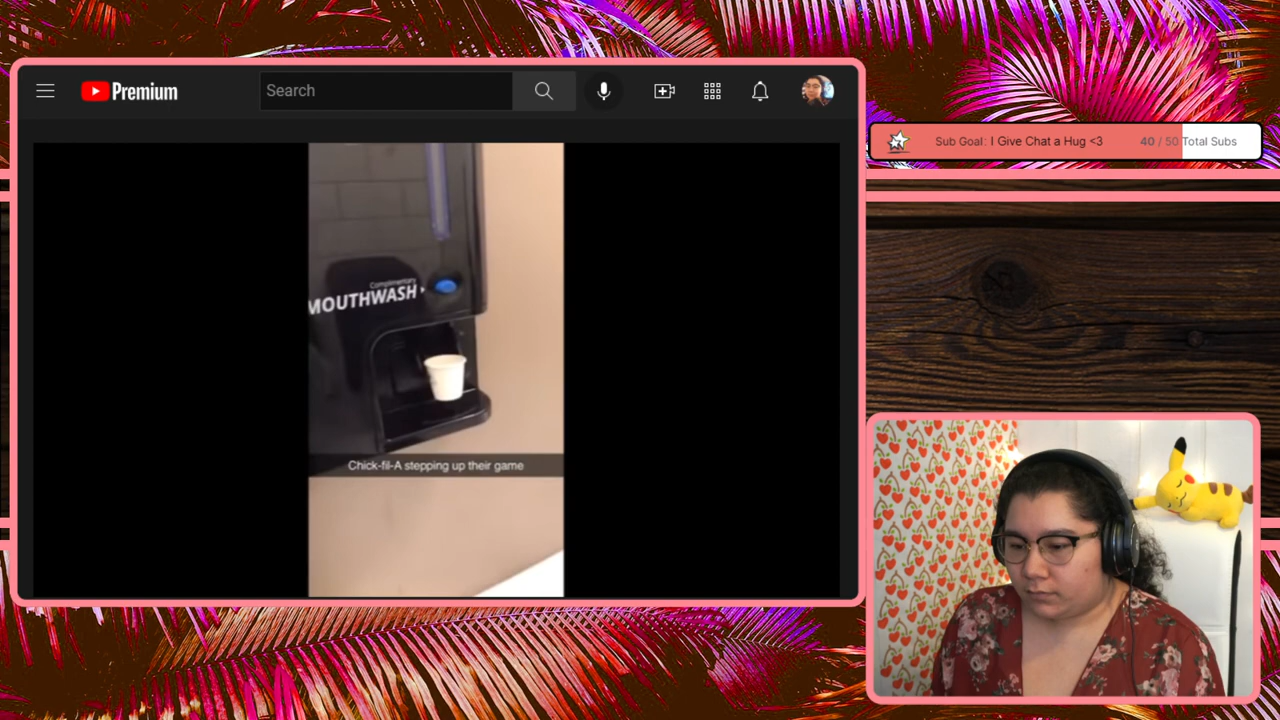 Premium
Search
Sub Goal: I Give Chat a Hug <3 40 / 50 Total Subs
Complimentary
MOUTHWASH
Chick-fil-A stepping up their game